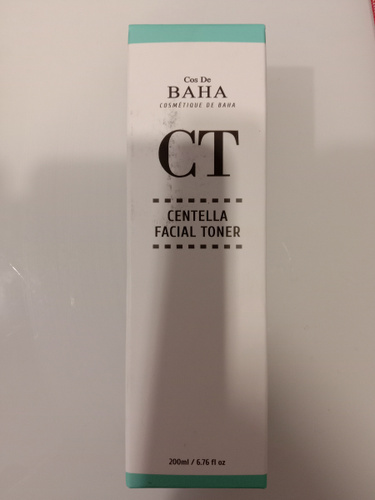 Cos De
BAHA
COSMÉTIQUE DE BAHA
CT
CENTELLA
FACIAL TONER
200ml / 6.76 fl oz